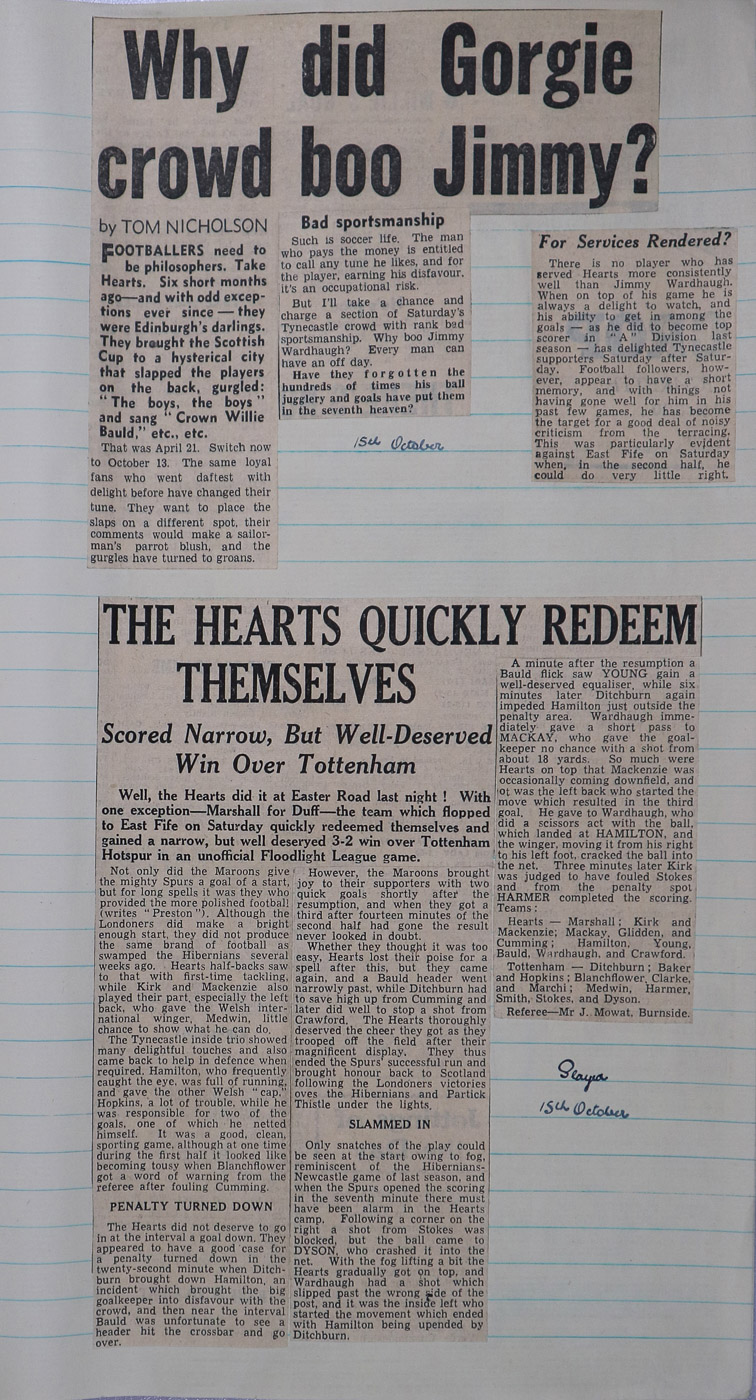 Why did Gorgie
crowd boo Jimmy?
by TOM NICHOLSON
FOOTBALLERS need to
be philosophers. Take
Hearts. Six short months
ago—and with odd excep-
tions ever since — they
were Edinburgh's darlings.
They brought the Scottish
Cup to a hysterical city
that slapped the players
on the back, gurgled:
"The boys, the boys"
and sang "Crown Willie
Bauld," etc., etc.
That was April 21. Switch now
to October 13. The same loyal
fans who went daftest with
delight before have changed their
tune. They want to place the
slaps on a different spot, their
comments would make a sailor-
man's parrot blush, and the
gurgles have turned to groans.
Bad sportsmanship
Such is soccer life. The man
who pays the money is entitled
to call any tune he likes, and for
the player, earning his disfavour,
it's an occupational risk.
But I'll take a chance and
charge a section of Saturday's
Tynecastle crowd with rank bad
sportsmanship. Why boo Jimmy
Wardhaugh? Every man can
have an off day.
Have they forgotten the
hundreds of times his ball
jugglery and goals have put them
in the seventh heaven?
15th October
For Services Rendered?
There is no player who has
served Hearts more consistently
well than Jimmy Wardhaugh.
When on top of his game he is
always a delight to watch, and
his ability to get in among the
goals — as he did to become top
scorer in "A" Division last
season — has delighted Tynecastle
supporters Saturday after Satur-
day. Football followers, how-
ever, appear to have a short
memory, and with things not
having gone well for him in his
past few games, he has become
the target for a good deal of noisy
criticism from the terracing.
This was particularly evident
against East Fife on Saturday
when, in the second half, he
could do very little right.
THE HEARTS QUICKLY REDEEM
THEMSELVES
Scored Narrow, But Well-Deserved
Win Over Tottenham
Well, the Hearts did it at Easter Road last night ! With
one exception—Marshall for Duff—the team which flopped
to East Fife on Saturday quickly redeemed themselves and
gained a narrow, but well deseryed 3-2 win over Tottenham
Hotspur in an unofficial Floodlight League game.
Not only did the Maroons give
the mighty Spurs a goal of a start,
but for long spells it was they who
provided the more polished football
(writes "Preston"). Although the
Londoners did make a bright
enough start, they did not produce
the same brand of football as
swamped the Hibernians several
weeks ago. Hearts half-backs saw
to that with first-time tackling,
while Kirk and Mackenzie also
played their part, especially the left
back, who gave the Welsh inter-
national winger, Medwin, little
chance to show what he can do.
The Tynecastle inside trio showed
many delightful touches and also
came back to help in defence when
required. Hamilton, who frequently
caught the eye, was full of running,
and gave the other Welsh "cap,"
Hopkins, a lot of trouble, while he
was responsible for two of the
goals, one of which he netted
himself. It was a good, clean,
sporting game, although at one time
during the first half it looked like
becoming tousy when Blanchflower
got a word of warning from the
referee after fouling Cumming.
PENALTY TURNED DOWN
The Hearts did not deserve to go
in at the interval a goal down. They
appeared to have a good case for
a penalty turned down in the
twenty-second minute when Ditch-
burn brought down Hamilton, an
incident which brought the big
goalkeeper into disfavour with the
crowd, and then near the interval
Bauld was unfortunate to see a
header hit the crossbar and go
over.
However, the Maroons brought
joy to their supporters with two
quick goals shortly after the
resumption, and when they got a
third after fourteen minutes of the
second half had gone the result
never looked in doubt.
Whether they thought it was too
easy, Hearts lost their poise for a
spell after this, but they came
again, and a Bauld header went
narrowly past, while Ditchburn had
to save high up from Cumming and
later did well to stop a shot from
Crawford. The Hearts thoroughly
deserved the cheer they got as they
trooped off the field after their
magnificent display. They thus
ended the Spurs' successful run and
brought honour back to Scotland
following the Londoners victories
oves the Hibernians and Partick
Thistle under the lights.
SLAMMED IN
Only snatches of the play could
be seen at the start owing to fog,
reminiscent of the Hibernians-
Newcastle game of last season, and
when the Spurs opened the scoring
in the seventh minute there must
have been alarm in the Hearts
camp. Following a corner on the
right a shot from Stokes was
blocked, but the ball came to
DYSON, who crashed it into the
net. With the fog lifting a bit the
Hearts gradually got on top, and
Wardhaugh had a shot which
slipped past the wrong side of the
post, and it was the inside left who
started the movement which ended
with Hamilton being upended by
Ditchburn.
A minute after the resumption a
Bauld flick saw YOUNG gain a
well-deserved equaliser, while six
minutes later Ditchburn again
impeded Hamilton just outside the
penalty area. Wardhaugh imme-
diately gave a short pass to
MACKAY, who gave the goal-
keeper no chance with a shot from
about 18 yards. So much were
Hearts on top that Mackenzie was
occasionally coming downfield, and
ot was the left back who started the
move which resulted in the third
goal. He gave to Wardhaugh, who
did a scissors act with the ball,
which landed at HAMILTON, and
the winger, moving it from his right
to his left foot, cracked the ball into
the net. Three minutes later Kirk
was judged to have fouled Stokes
and from the penalty spot
HARMER completed the scoring.
Teams:
Hearts — Marshall; Kirk and
Mackenzie; Mackay, Glidden, and
Cumming; Hamilton, Young,
Bauld, Wardhaugh, and Crawford.
Tottenham — Ditchburn; Baker
and Hopkins; Blanchflower, Clarke,
and Marchi; Medwin, Harmer,
Smith, Stokes, and Dyson.
Referee—Mr J. Mowat, Burnside.
Played
15th October